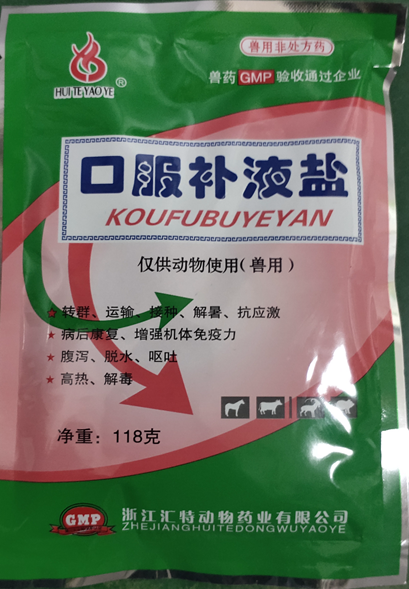 兽用非处方药
HUI TE YAO YE ®
兽药 GMP 验收通过企业
口服补液盐
KOUFUBUYEYAN
仅供动物使用(兽用)
★ 转群、运输、接种、解暑、抗应激
★ 病后康复、增强机体免疫力
★ 腹泻、脱水、呕吐
★ 高热、解毒
净重：118克
GMP
浙江汇特动物药业有限公司
ZHEJIANGHUITEDONGWUYAOYE